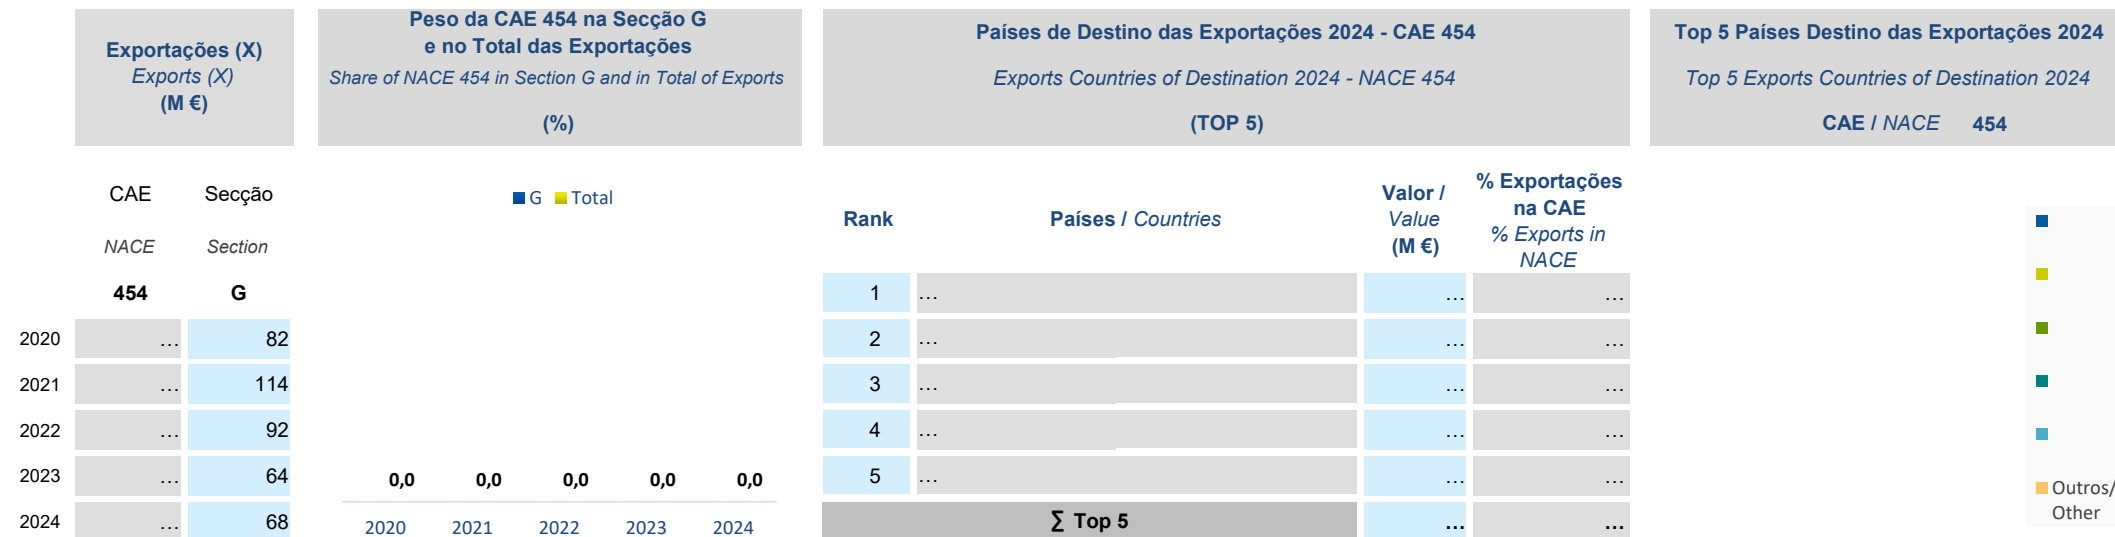 Exportações (X)
Exports (X)
(M €)
Peso da CAE 454 na Secção G
e no Total das Exportações
Share of NACE 454 in Section G and in Total of Exports
(%)
Países de Destino das Exportações 2024 - CAE 454
Exports Countries of Destination 2024 - NACE 454
(TOP 5)
Top 5 Países Destino das Exportações 2024
Top 5 Exports Countries of Destination 2024
CAE / NACE 454
CAE Secção
NACE Section
454 G
2020 … 82
2021 … 114
2022 … 92
2023 … 64
2024 … 68
G Total
0,0 0,0 0,0 0,0 0,0
2020 2021 2022 2023 2024
Rank
Países / Countries
Valor /
Value
(M €)
% Exportações
na CAE
% Exports in
NACE
1 … … …
2 … … …
3 … … …
4 … … …
5 … … …
∑ Top 5 … …
Outros/
Other